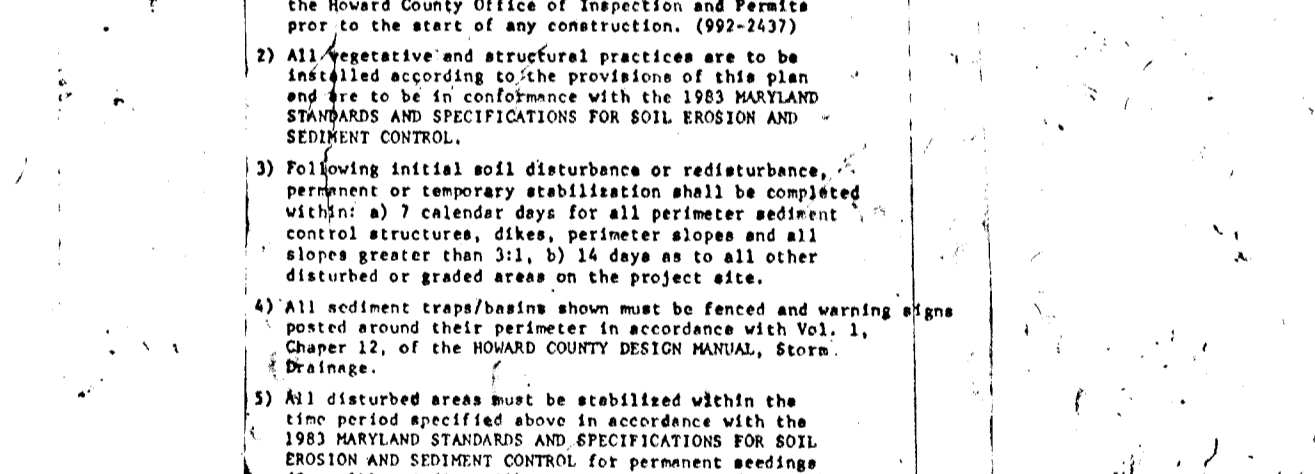 the Howard County Office of Inspection and Permits
pror to the start of any construction. (992-2437)
2) All vegetative and structural practices are to be
installed according to the provisions of this plan
and are to be in conformance with the 1983 MARYLAND
STANDARDS AND SPECIFICATIONS FOR SOIL EROSION AND
SEDIMENT CONTROL.
3) Following initial soil disturbance or redisturbance,
permanent or temporary stabilization shall be completed
within: a) 7 calendar days for all perimeter sediment
control structures, dikes, perimeter slopes and all
slopes greater than 3:1, b) 14 days as to all other
disturbed or graded areas on the project site.
4) All sediment traps/basins shown must be fenced and warning signs
posted around their perimeter in accordance with Vol. 1,
Chaper 12, of the HOWARD COUNTY DESIGN MANUAL, Storm
Drainage.
5) All disturbed areas must be stabilized within the
time period specified above in accordance with the
1983 MARYLAND STANDARDS AND SPECIFICATIONS FOR SOIL
EROSION AND SEDIMENT CONTROL for permanent seedings